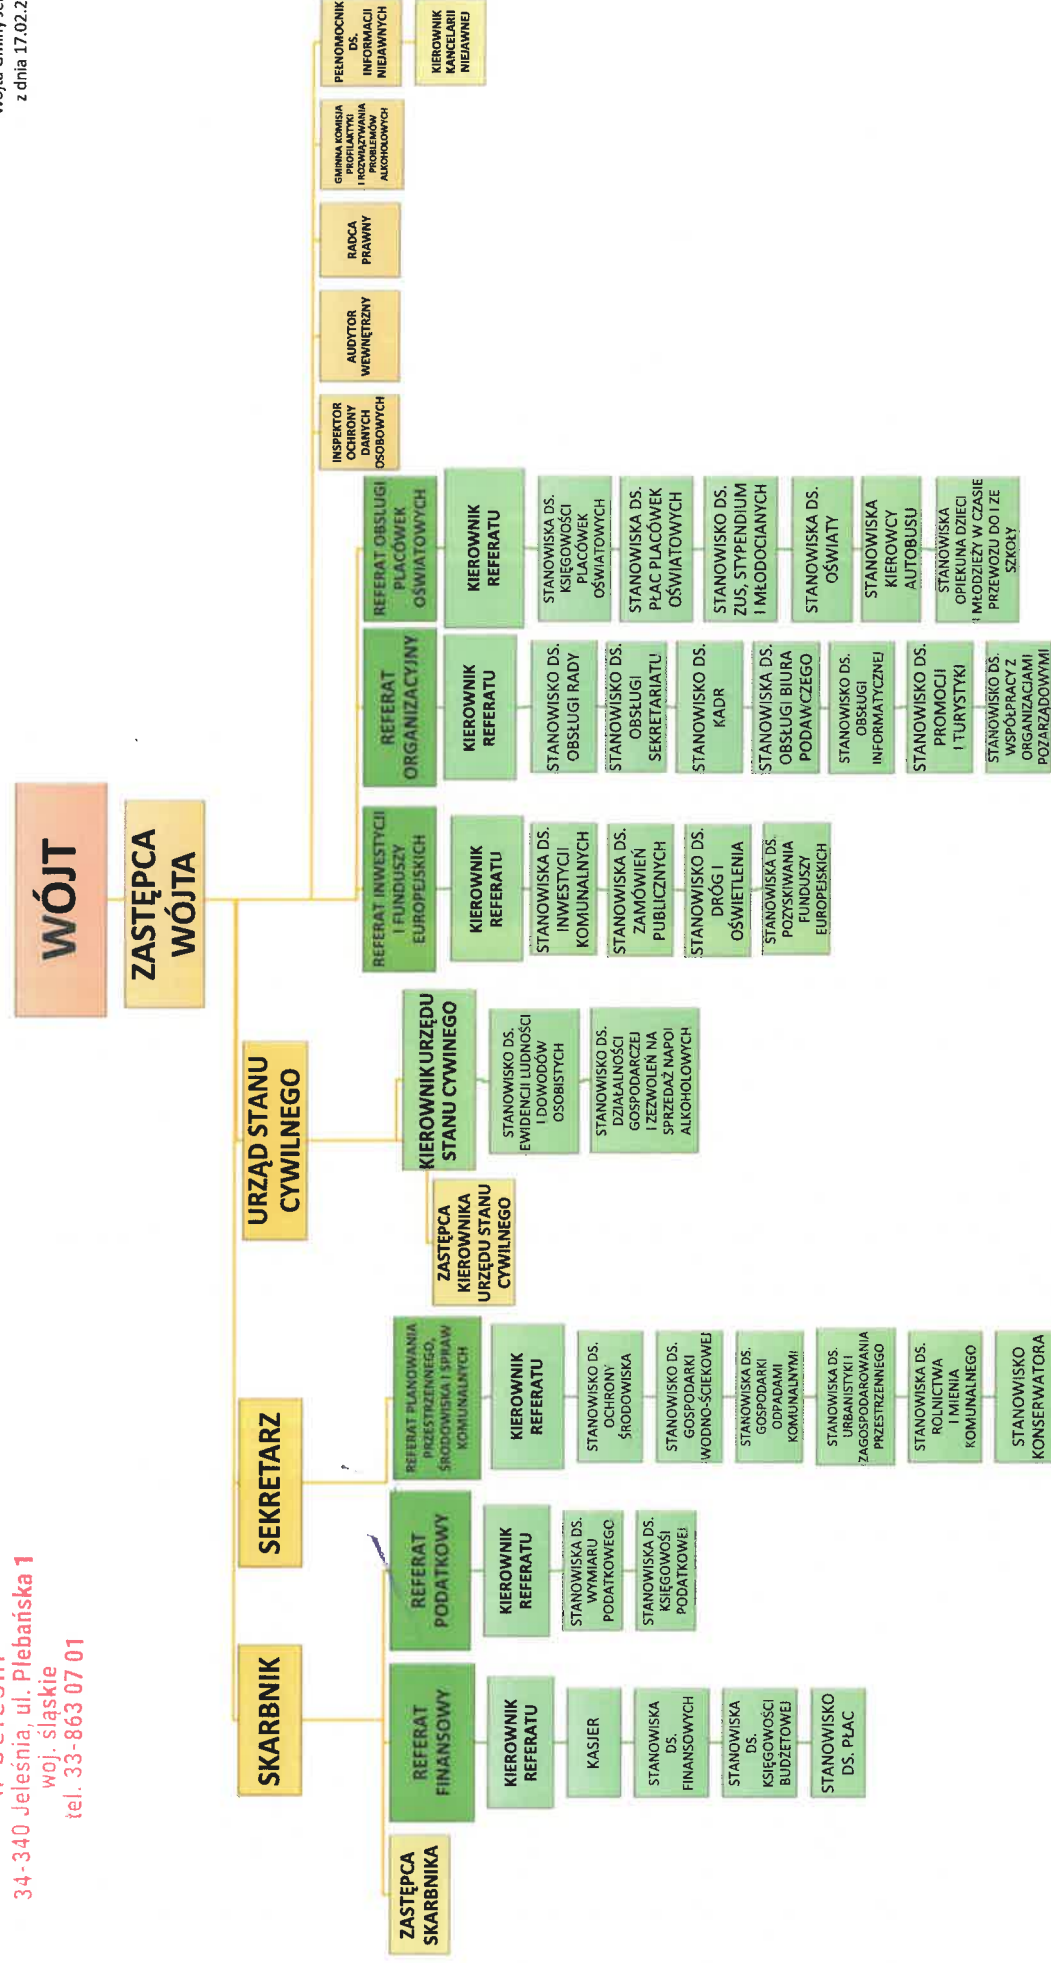 z dnia 17.02.2
34-340 Jeleśnia, ul. Plebańska 1
woj. śląskie
tel. 33-863 07 01
WÓJT
ZASTĘPCA
WÓJTA
SKARBNIK
SEKRETARZ
URZĄD STANU
CYWILNEGO
ZASTĘPCA
SKARBNIKA
REFERAT
FINANSOWY
KIEROWNIK
REFERATU
KASJER
STANOWISKA
DS.
FINANSOWYCH
STANOWISKA
DS.
KSIĘGOWOŚCI
BUDŻETOWEJ
STANOWISKO
DS. PŁAC
REFERAT
PODATKOWY
KIEROWNIK
REFERATU
STANOWISKA DS.
WYMIARU
PODATKOWEGO
STANOWISKA DS.
KSIĘGOWOŚI
PODATKOWEJ
REFERAT PLANOWANIA
PRZESTRZENNEGO,
ŚRODOWISKA I SPRAW
KOMUNALNYCH
KIEROWNIK
REFERATU
STANOWISKO DS.
OCHRONY
ŚRODOWISKA
STANOWISKO DS.
GOSPODARKI
WODNO-ŚCIEKOWEJ
STANOWISKA DS.
GOSPODARKI
ODPADAMI
KOMUNALNYMI
STANOWISKA DS.
URBANISTYKI I
ZAGOSPODAROWANIA
PRZESTRZENNEGO
STANOWISKA DS.
ROLNICTWA
I MIENIA
KOMUNALNEGO
STANOWISKO
KONSERWATORA
ZASTĘPCA
KIEROWNIKA
URZĘDU STANU
CYWILNEGO
KIEROWNIK URZĘDU
STANU CYWINEGO
STANOWISKO DS.
EWIDENCJI LUDNOŚCI
I DOWODÓW
OSOBISTYCH
STANOWISKO DS.
DZIAŁALNOŚCI
GOSPODARCZEJ
I ZEZWOLEŃ NA
SPRZEDAŻ NAPOI
ALKOHOLOWYCH
REFERAT INWESTYCJI
I FUNDUSZY
EUROPEJSKICH
KIEROWNIK
REFERATU
STANOWISKA DS.
INWESTYCJI
KOMUNALNYCH
STANOWISKA DS.
ZAMÓWIEŃ
PUBLICZNYCH
STANOWISKO DS.
DRÓG I
OŚWIETLENIA
STANOWISKA DS.
POZYSKIWANIA
FUNDUSZY
EUROPEJSKICH
REFERAT
ORGANIZACYJNY
KIEROWNIK
REFERATU
STANOWISKO DS.
OBSŁUGI RADY
STANOWISKO DS.
OBSŁUGI
SEKRETARIATU
STANOWISKO DS.
KADR
STANOWISKA DS.
OBSŁUGI BIURA
PODAWCZEGO
STANOWISKO DS.
OBSŁUGI
INFORMATYCZNEJ
STANOWISKO DS.
PROMOCJI
I TURYSTYKI
STANOWISKO DS.
WSPÓŁPRACY Z
ORGANIZACJAMI
POZARZĄDOWYMI
REFERAT OBSŁUGI
PLACÓWEK
OŚWIATOWYCH
KIEROWNIK
REFERATU
STANOWISKA DS.
KSIĘGOWOŚCI
PLACÓWEK
OŚWIATOWYCH
STANOWISKA DS.
PŁAC PLACÓWEK
OŚWIATOWYCH
STANOWISKO DS.
ZUS, STYPENDIUM
I MŁODOCIANYCH
STANOWISKA DS.
OŚWIATY
STANOWISKA
KIEROWCY
AUTOBUSU
STANOWISKA
OPIEKUNA DZIECI
I MŁODZIEŻY W CZASIE
PRZEWOZU DO I ZE
SZKOŁY
INSPEKTOR
OCHRONY
DANYCH
OSOBOWYCH
AUDYTOR
WEWNĘTRZNY
RADCA
PRAWNY
GMINNA KOMISJA
PROFILAKTYKI
I ROZWIĄZYWANIA
PROBLEMÓW
ALKOHOLOWYCH
PEŁNOMOCNIK
DS.
INFORMACJI
NIEJAWNYCH
KIEROWNIK
KANCELARII
NIEJAWNEJ